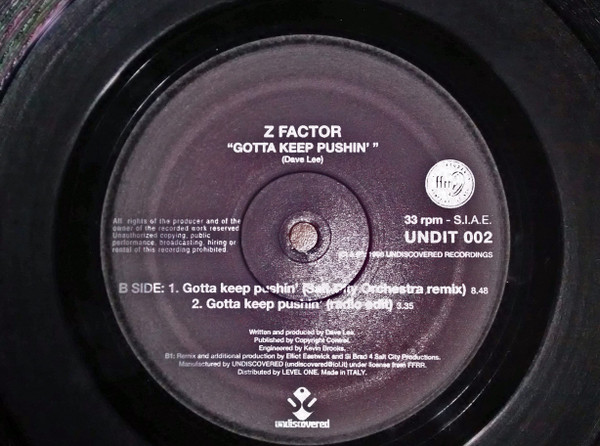 Z FACTOR
“GOTTA KEEP PUSHIN’ ”
(Dave Lee)
ffrr
All rights of the producer and of the
owner of the recorded work reserved
Unauthorized copying, public
performance, broadcasting, hiring or
rental of this recording prohibited.
33 rpm - S.I.A.E.
UNDIT 002
1998 UNDISCOVERED RECORDINGS
B SIDE: 1. Gotta keep pushin’ (Salt City Orchestra remix) 8.48
2. Gotta keep pushin’ (radio edit) 3.35
Written and produced by Dave Lee.
Published by Copyright Control.
Engineered by Kevin Brooks.
B1: Remix and additional production by Elliot Eastwick and Si Brad 4 Salt City Productions.
Manufactured by UNDISCOVERED (undiscovered@iol.it) under license from FFRR.
Distributed by LEVEL ONE. Made in ITALY.
undiscovered